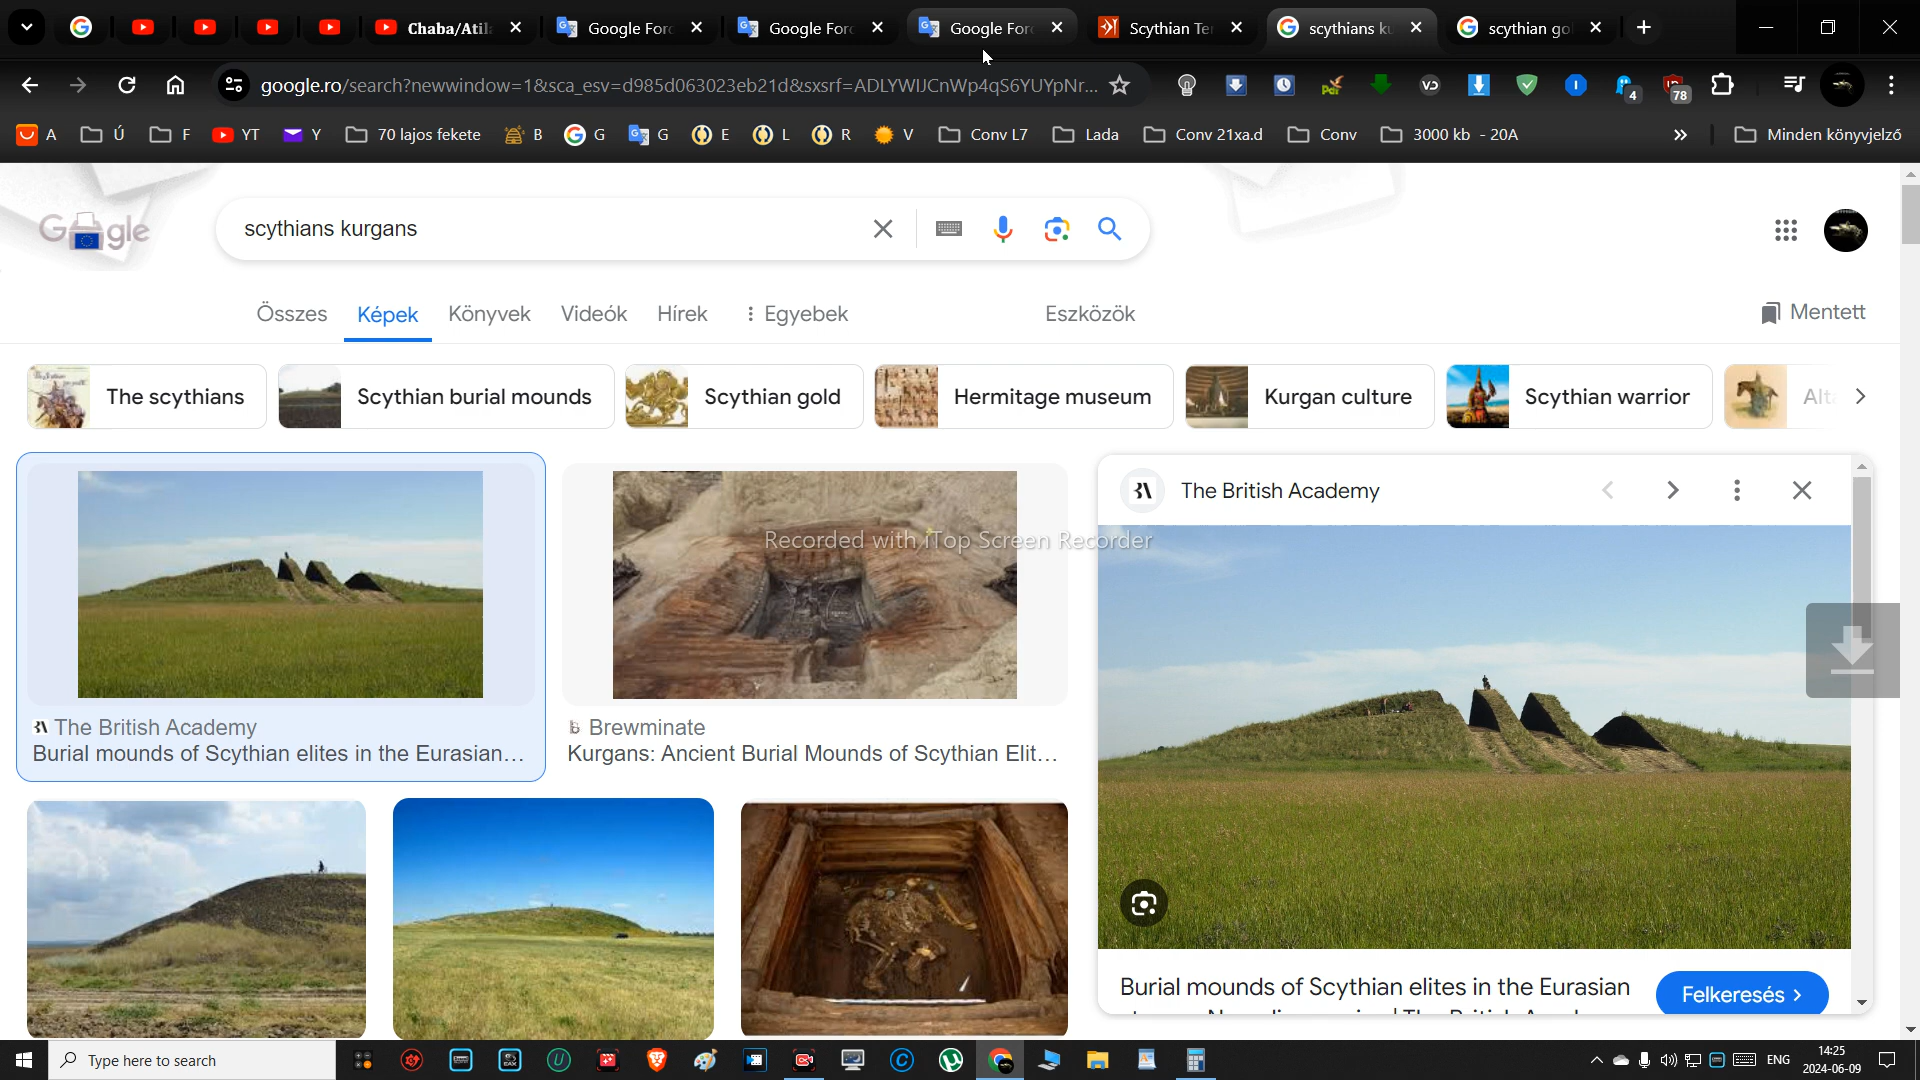 Chaba/Atil
Google For
Google For
Google For
Scythian Te
scythians ku
scythian go
google.ro/search?newwindow=1&sca_esv=d985d063023eb21d&sxsrf=ADLYWIJCnWp4qS6YUYpNr...
4
78
A
Ú
F
YT
Y
70 lajos fekete
B
G
G
E
L
R
V
Conv L7
Lada
Conv 21xa.d
Conv
3000 kb - 20A
»
Minden könyvjelző
Google
scythians kurgans
Összes
Képek
Könyvek
Videók
Hírek
Egyebek
Eszközök
Mentett
The scythians
Scythian burial mounds
Scythian gold
Hermitage museum
Kurgan culture
Scythian warrior
Alta
The British Academy
Recorded with iTop Screen Recorder
The British Academy
Burial mounds of Scythian elites in the Eurasian...
Brewminate
Kurgans: Ancient Burial Mounds of Scythian Elit...
Burial mounds of Scythian elites in the Eurasian
Felkeresés
Type here to search
ENG
14:25
2024-06-09